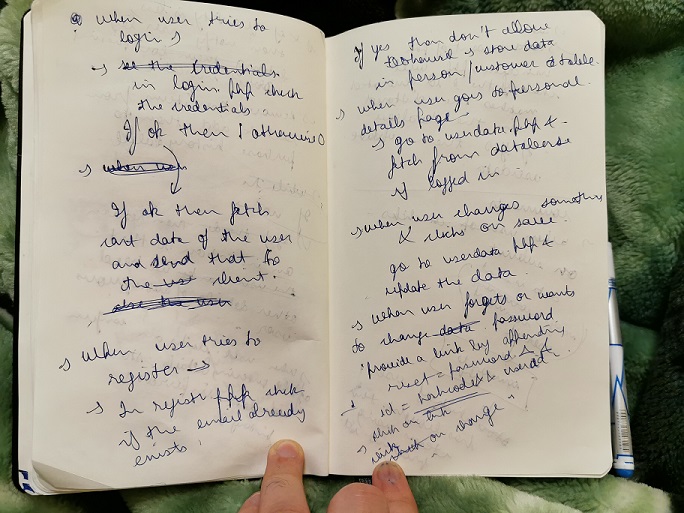 when user tries to
login →
→ see the credentials
in login.php check
the credentials
If ok then 1 otherwise 0
→ when us
If ok then fetch
cart data of the user
and send that to
the user client.
else the user
→ when user tries to
register →
→ In register php check
if the email already
exists.
If yes then don't allow
otherwise store data
in person/customer table.
→ when user goes to personal
details page
→ go to userdata.php &
fetch from database
if logged in
→ when user changes something
& clicks on save.
go to userdata php &
update the data.
→ when user forgets or wants
to change data password
Provide a link by appending
reset=password &
sct = hashcode &
click on link
→ click on change